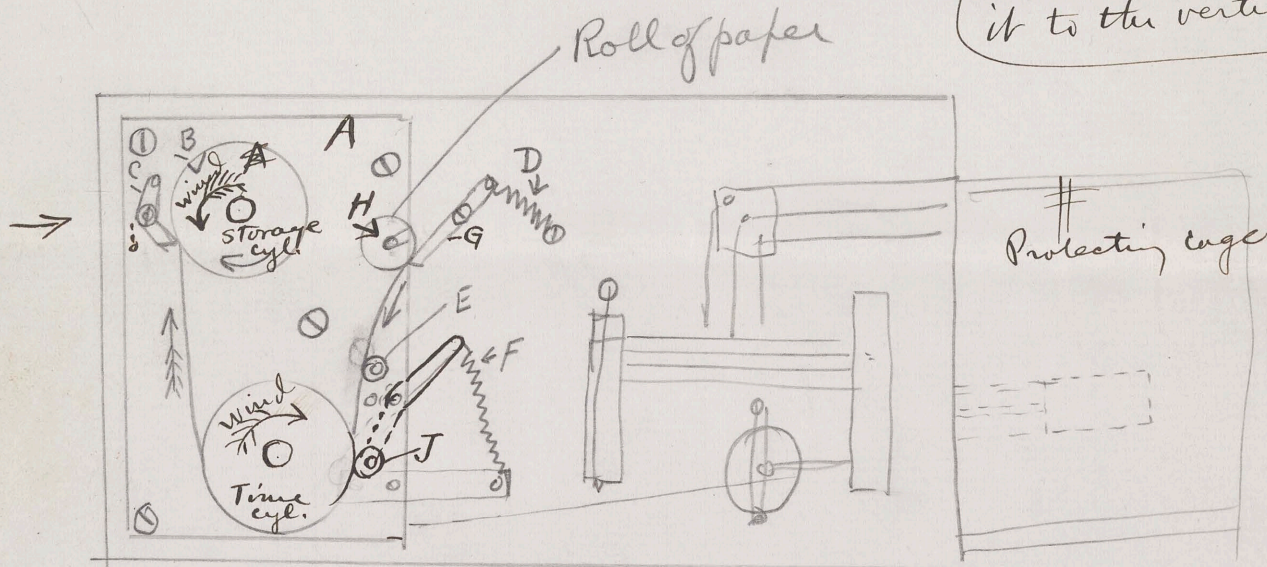 it to the verti
Roll of paper
A
B
C
wind
A
D
H
storage
cyl.
G
E
F
Protecting cage
wind
J
Time
cyl.